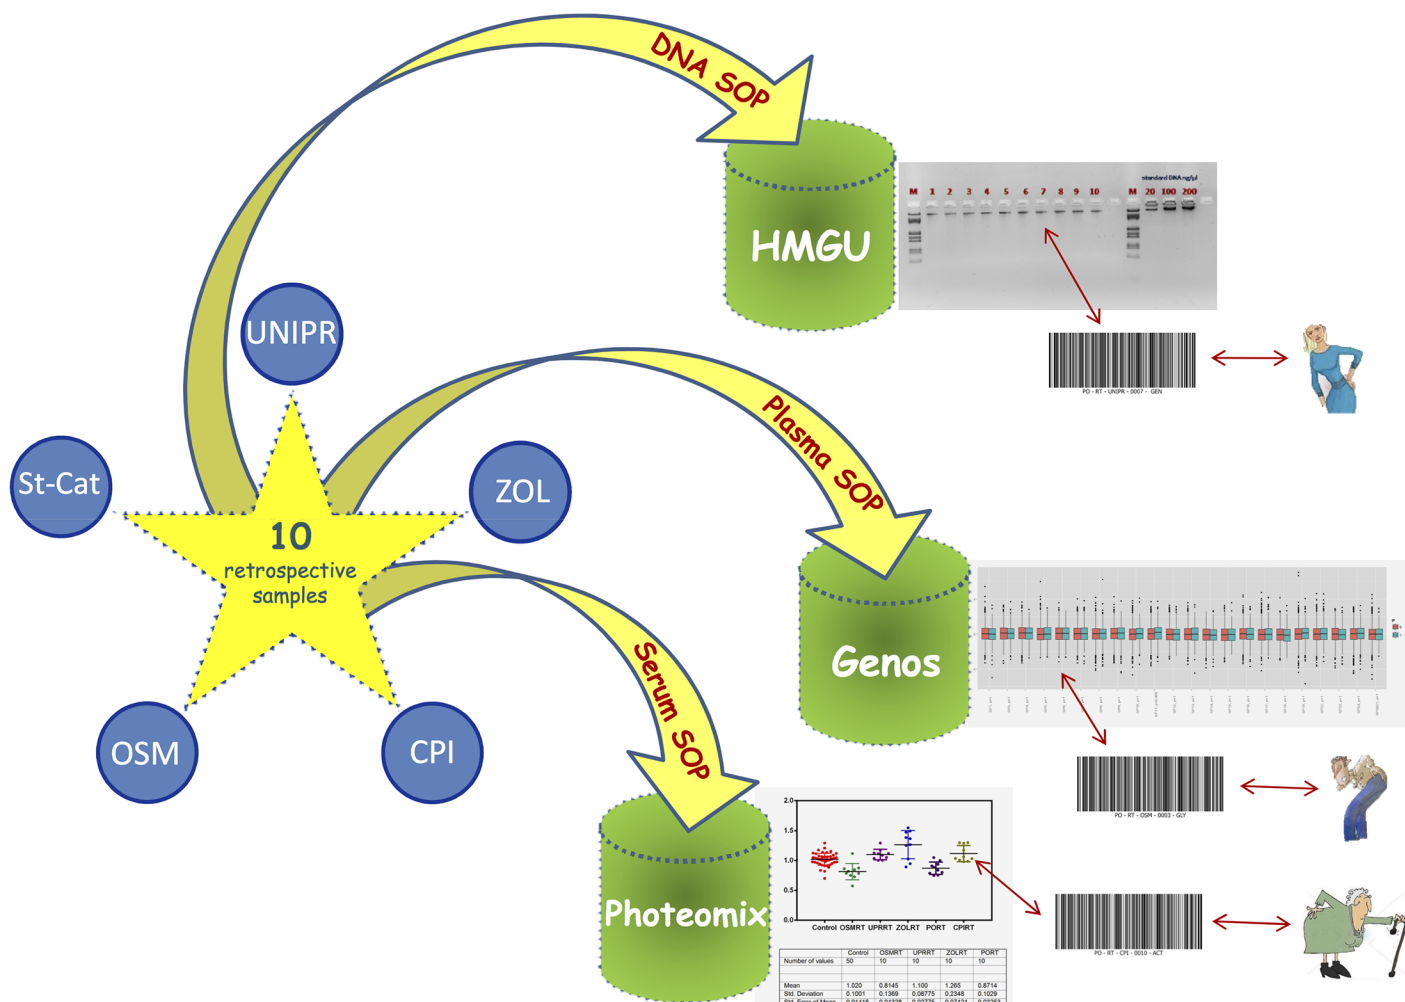 DNA SOP
HMGU
standard DNA ng/µl
M 1 2 3 4 5 6 7 8 9 10 M 20 100 200
PO - RT - UNIPR - 0007 - GEN
UNIPR
St-Cat
ZOL
10
retrospective
samples
OSM
CPI
Plasma SOP
Genos
PO - RT - OSM - 0003 - GLY
Serum SOP
Photeomix
2.0
1.5
1.0
0.5
0.0
Control OSMRT UPRRT ZOLRT PORT CPIRT
PO - RT - CPI - 0010 - ACT
Control OSMRT UPRRT ZOLRT PORT
Number of values 50 10 10 10 10
Mean 1.020 0.8145 1.100 1.265 0.8714
Std. Deviation 0.1001 0.1369 0.08775 0.2348 0.1029